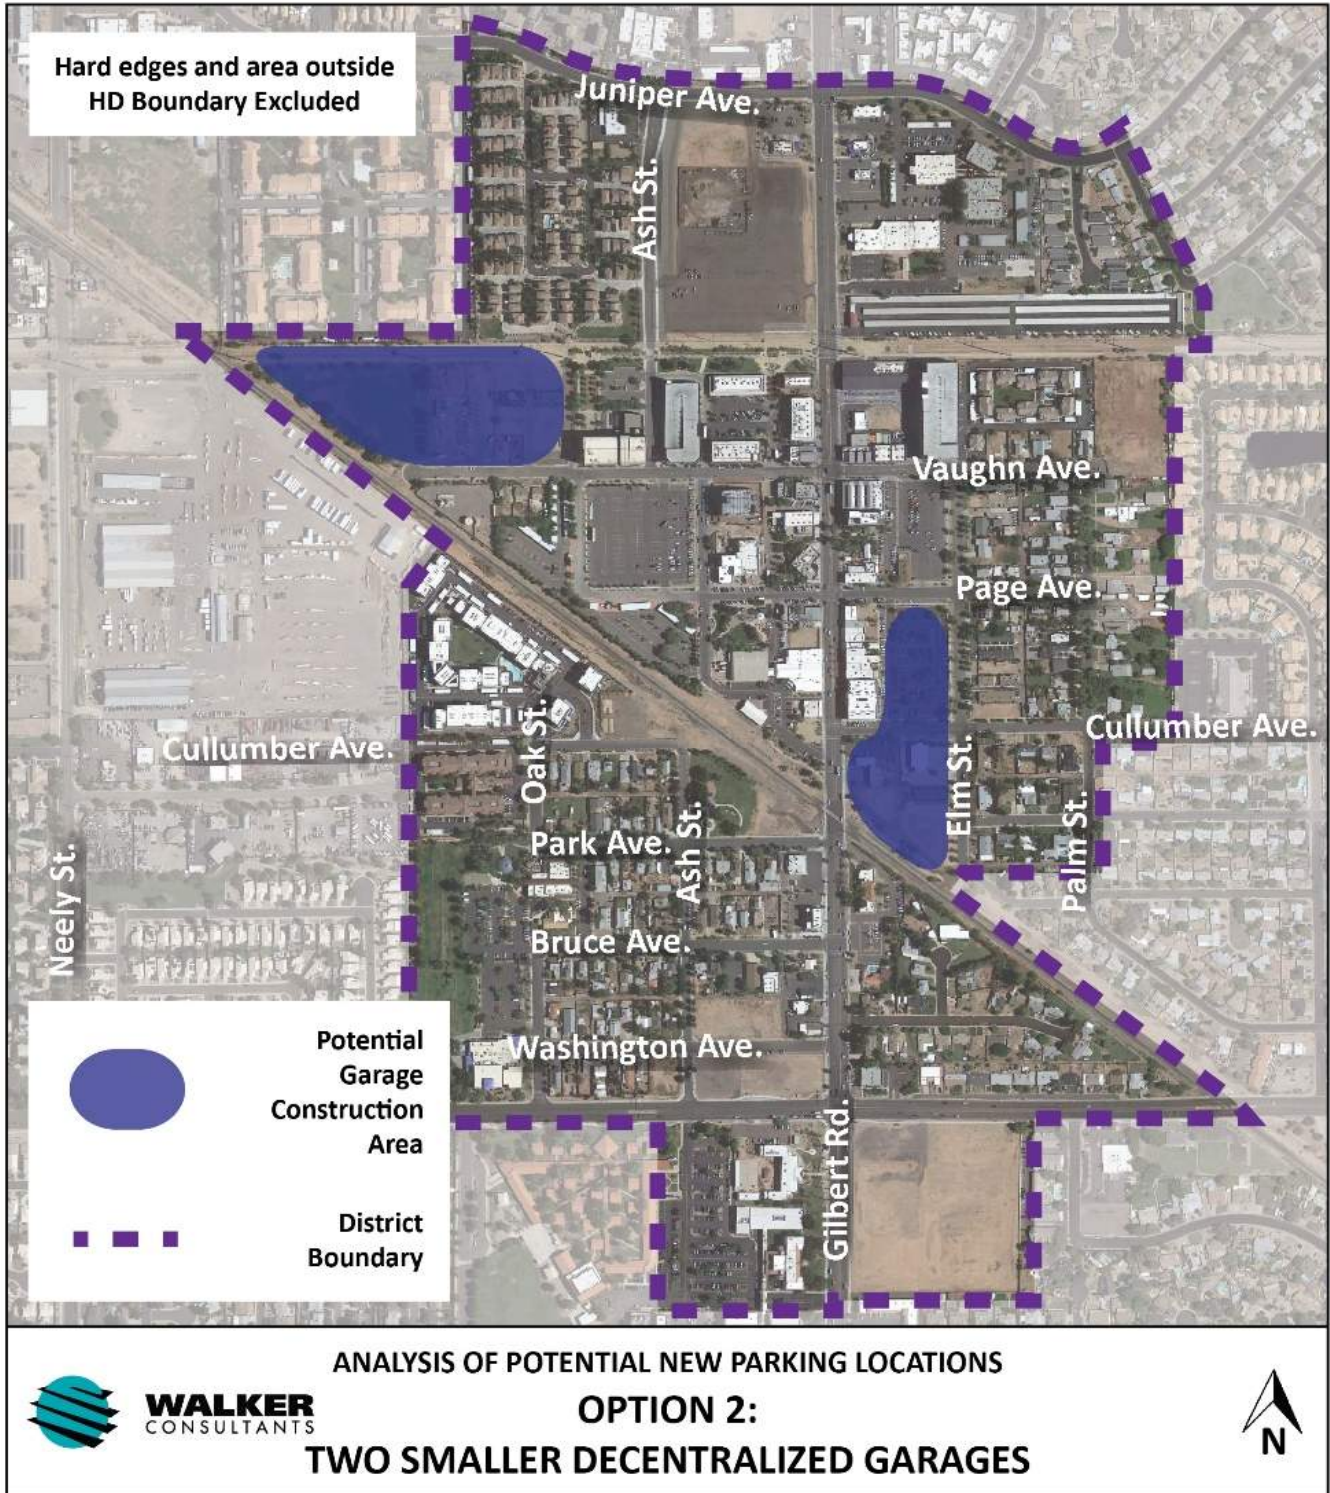 Hard edges and area outside
HD Boundary Excluded
Juniper Ave.
Ash St.
Vaughn Ave.
Page Ave.
Cullumber Ave.
Cullumber Ave.
Oak St.
Elm St.
Palm St.
Park Ave.
Ash St.
Neely St.
Bruce Ave.
Washington Ave.
Gilbert Rd.
Potential
Garage
Construction
Area
District
Boundary
WALKER
CONSULTANTS
ANALYSIS OF POTENTIAL NEW PARKING LOCATIONS
OPTION 2:
TWO SMALLER DECENTRALIZED GARAGES
N